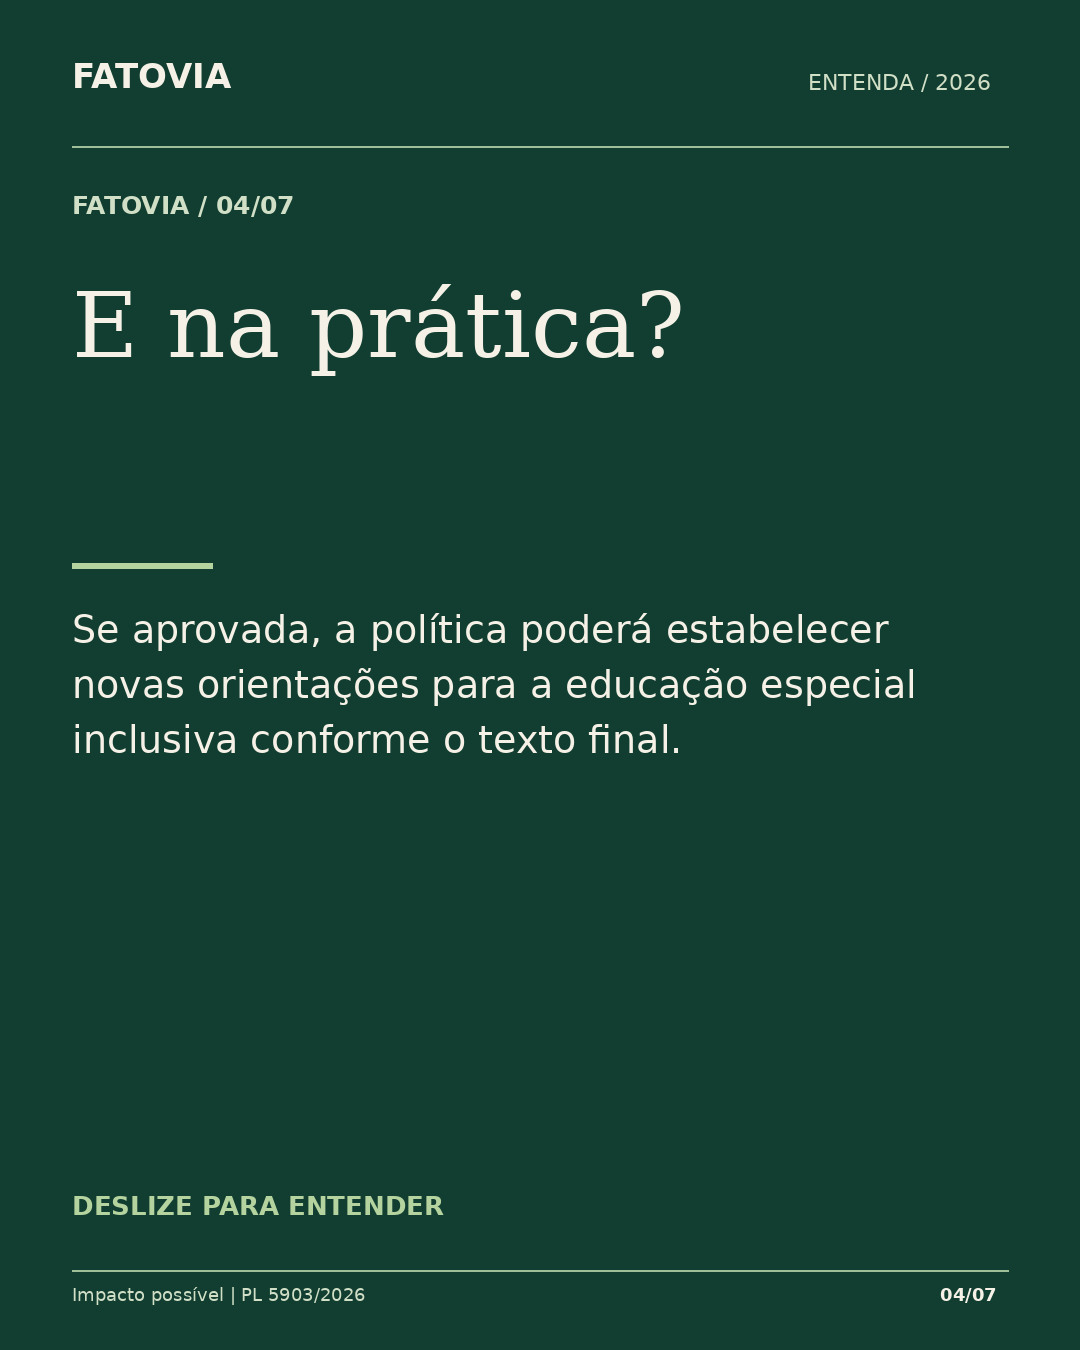 FATOVIA
ENTENDA / 2026
FATOVIA / 04/07
E na prática?
Se aprovada, a política poderá estabelecer
novas orientações para a educação especial
inclusiva conforme o texto final.
DESLIZE PARA ENTENDER
Impacto possível | PL 5903/2026
04/07